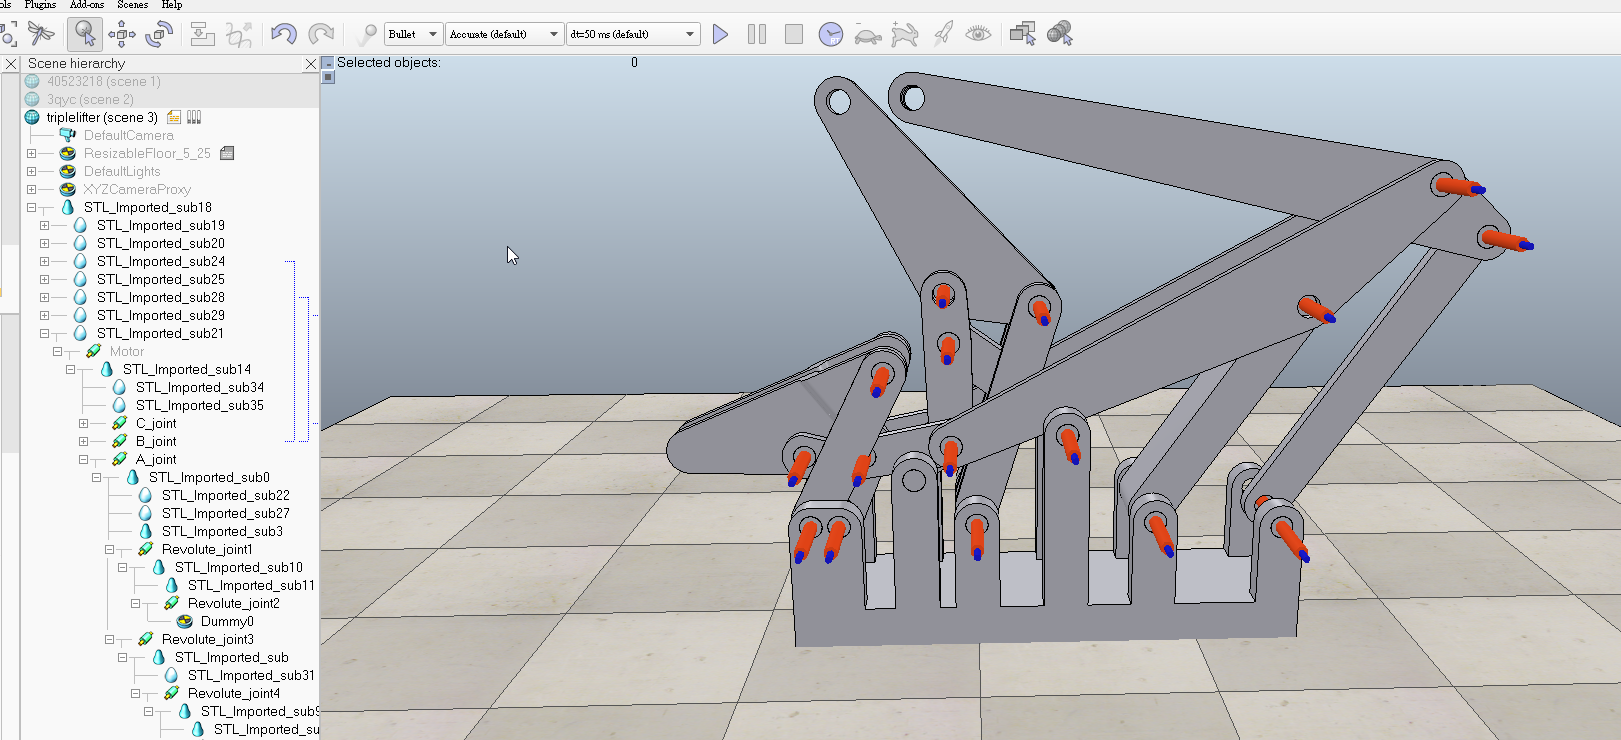 ols Plugins Add-ons Scenes Help
Bullet Accurate (default) dt=50 ms (default)
RT
Scene hierarchy
Selected objects: 0
40523218 (scene 1)
3qyc (scene 2)
triplelifter (scene 3)
DefaultCamera
ResizableFloor_5_25
DefaultLights
XYZCameraProxy
STL_Imported_sub18
STL_Imported_sub19
STL_Imported_sub20
STL_Imported_sub24
STL_Imported_sub25
STL_Imported_sub28
STL_Imported_sub29
STL_Imported_sub21
Motor
STL_Imported_sub14
STL_Imported_sub34
STL_Imported_sub35
C_joint
B_joint
A_joint
STL_Imported_sub0
STL_Imported_sub22
STL_Imported_sub27
STL_Imported_sub3
Revolute_joint1
STL_Imported_sub10
STL_Imported_sub11
Revolute_joint2
Dummy0
Revolute_joint3
STL_Imported_sub
STL_Imported_sub31
Revolute_joint4
STL_Imported_sub9
STL_Imported_su